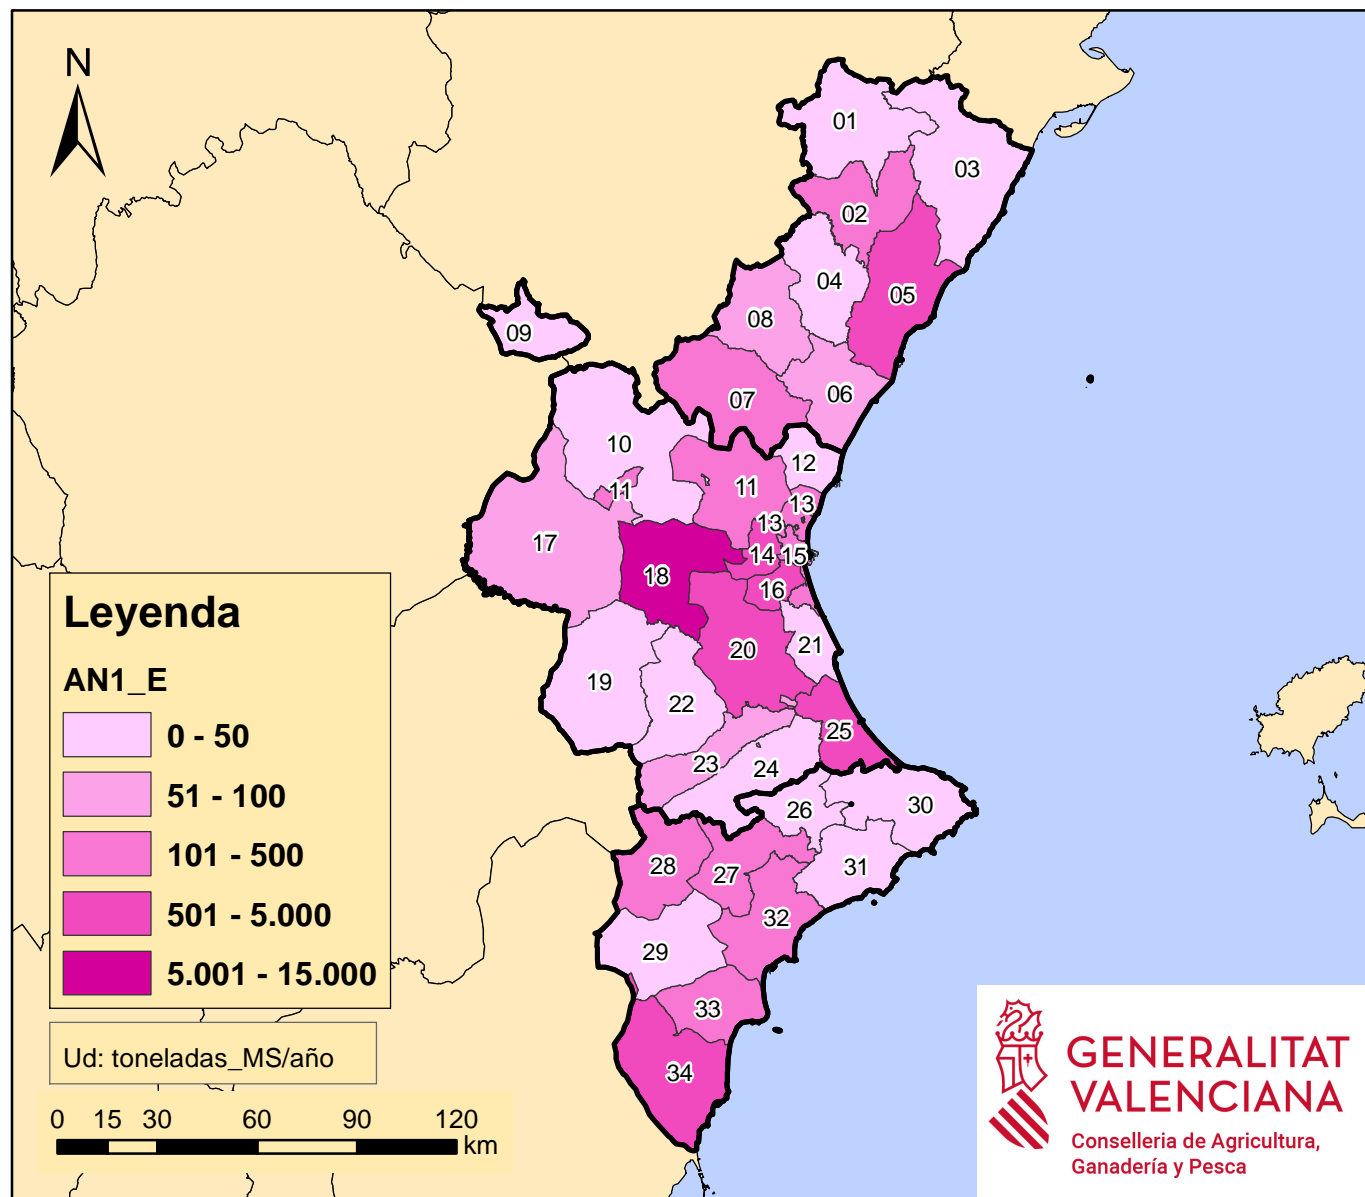 N
01
03
02
04
05
08
09
06
07
10
12
11
11
13
13
17
14
15
18
16
21
20
19
22
25
23
24
26
30
28
27
31
32
29
33
34
Leyenda
AN1_E
0 - 50
51 - 100
101 - 500
501 - 5.000
5.001 - 15.000
Ud: toneladas_MS/año
0 15 30 60 90 120
km
GENERALITAT
VALENCIANA
Conselleria de Agricultura,
Ganadería y Pesca